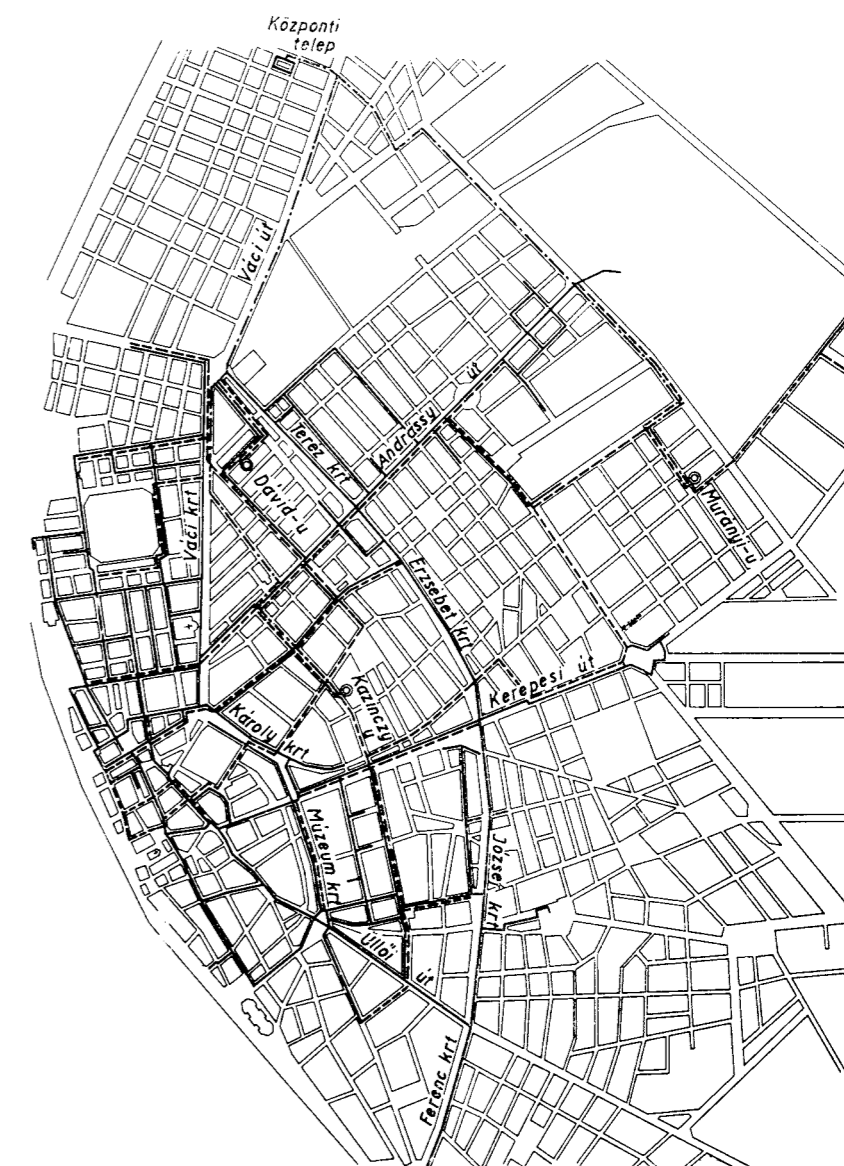 Központi
telep
Váci út
Andrássy út
Teréz krt
Dávid-u
Váci krt
Murányi-u
Erzsébet krt
Kazinczy
u
Kerepesi út
Károly krt
Múzeum krt
József krt
Üllői út
Ferenc krt